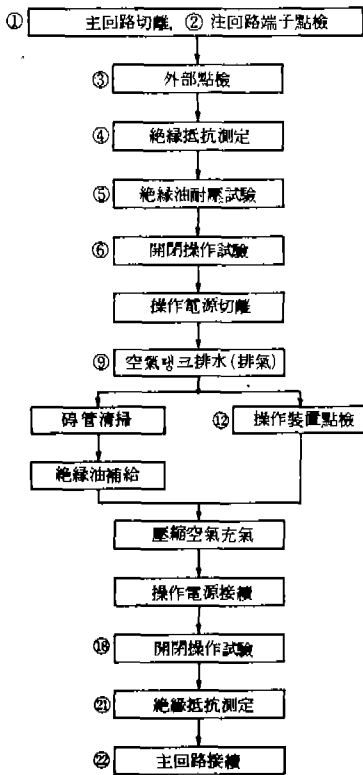 ① 主回路切離, ② 注回路端子點檢
③ 外部點檢
④ 絶緣抵抗測定
⑤ 絶緣油耐壓試驗
⑥ 開閉操作試驗
操作電源切離
⑨ 空氣탱크排水(排氣)
碍管清掃
⑫ 操作裝置點檢
絶緣油補給
壓縮空氣充氣
操作電源接續
⑱ 開閉操作試驗
㉑ 絶緣抵抗測定
㉒ 主回路接續